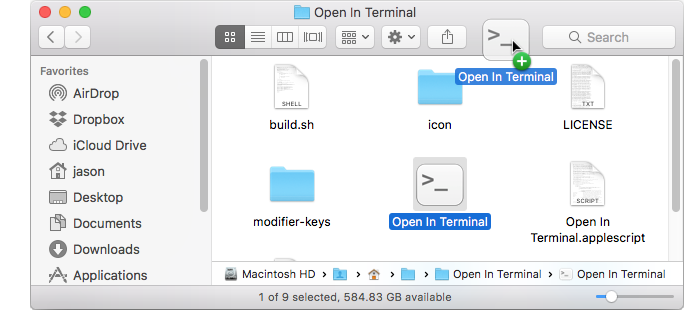 Open In Terminal
Search
>_
Open In Terminal
Favorites
AirDrop
Dropbox
iCloud Drive
jason
Desktop
Documents
Downloads
Applications
SHELL
build.sh
icon
TXT
LICENSE
modifier-keys
>_
Open In Terminal
SCRIPT
Open In
Terminal.applescript
Macintosh HD › › › › Open In Terminal › >_ Open In Terminal
1 of 9 selected, 584.83 GB available